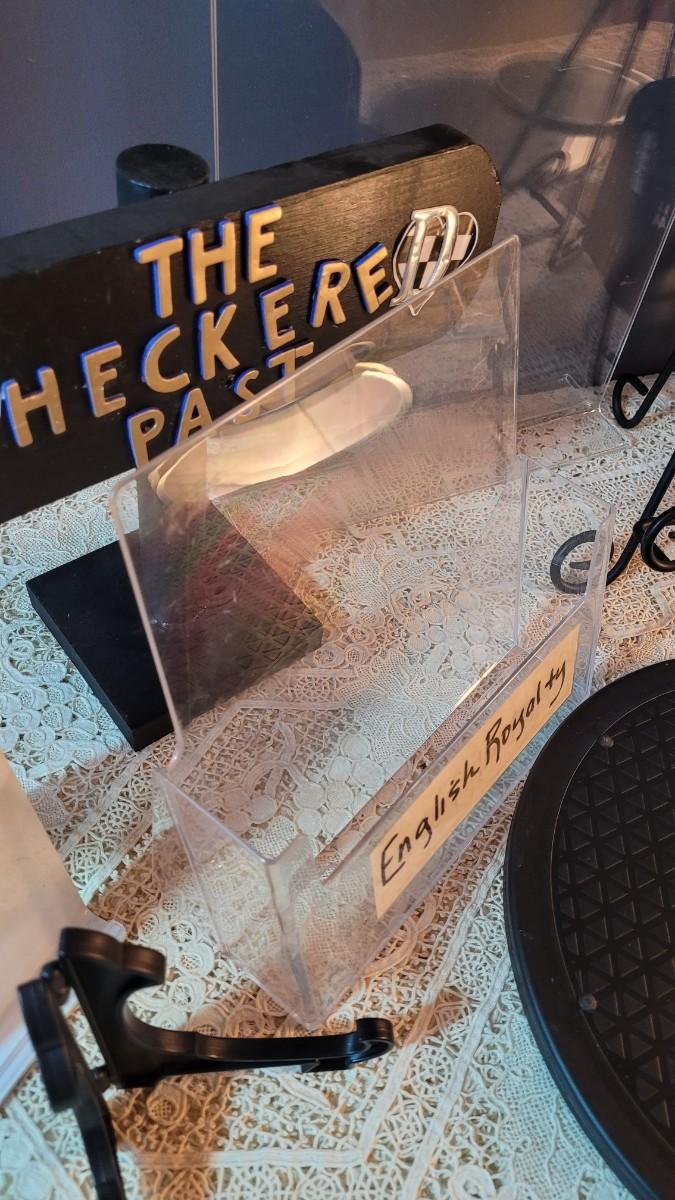 THE
HECKERED
PAST
English Royalty